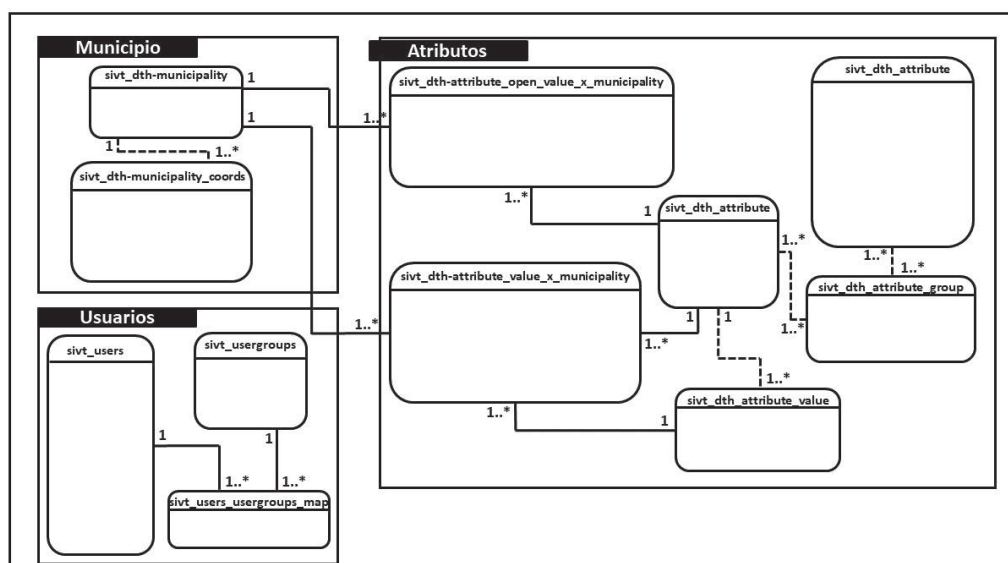 Municipio
sivt_dth-municipality
1
1
1
1..*
sivt_dth-municipality_coords
Usuarios
sivt_users
sivt_usergroups
1
1
1..*
1..*
sivt_users_usergroups_map
Atributos
sivt_dth-attribute_open_value_x_municipality
1..*
1..*
sivt_dth_attribute
1
sivt_dth_attribute
1..*
1..*
1..*
sivt_dth_attribute_group
1..*
sivt_dth-attribute_value_x_municipality
1..*
1
1
1..*
1..*
sivt_dth_attribute_value
1..*
1